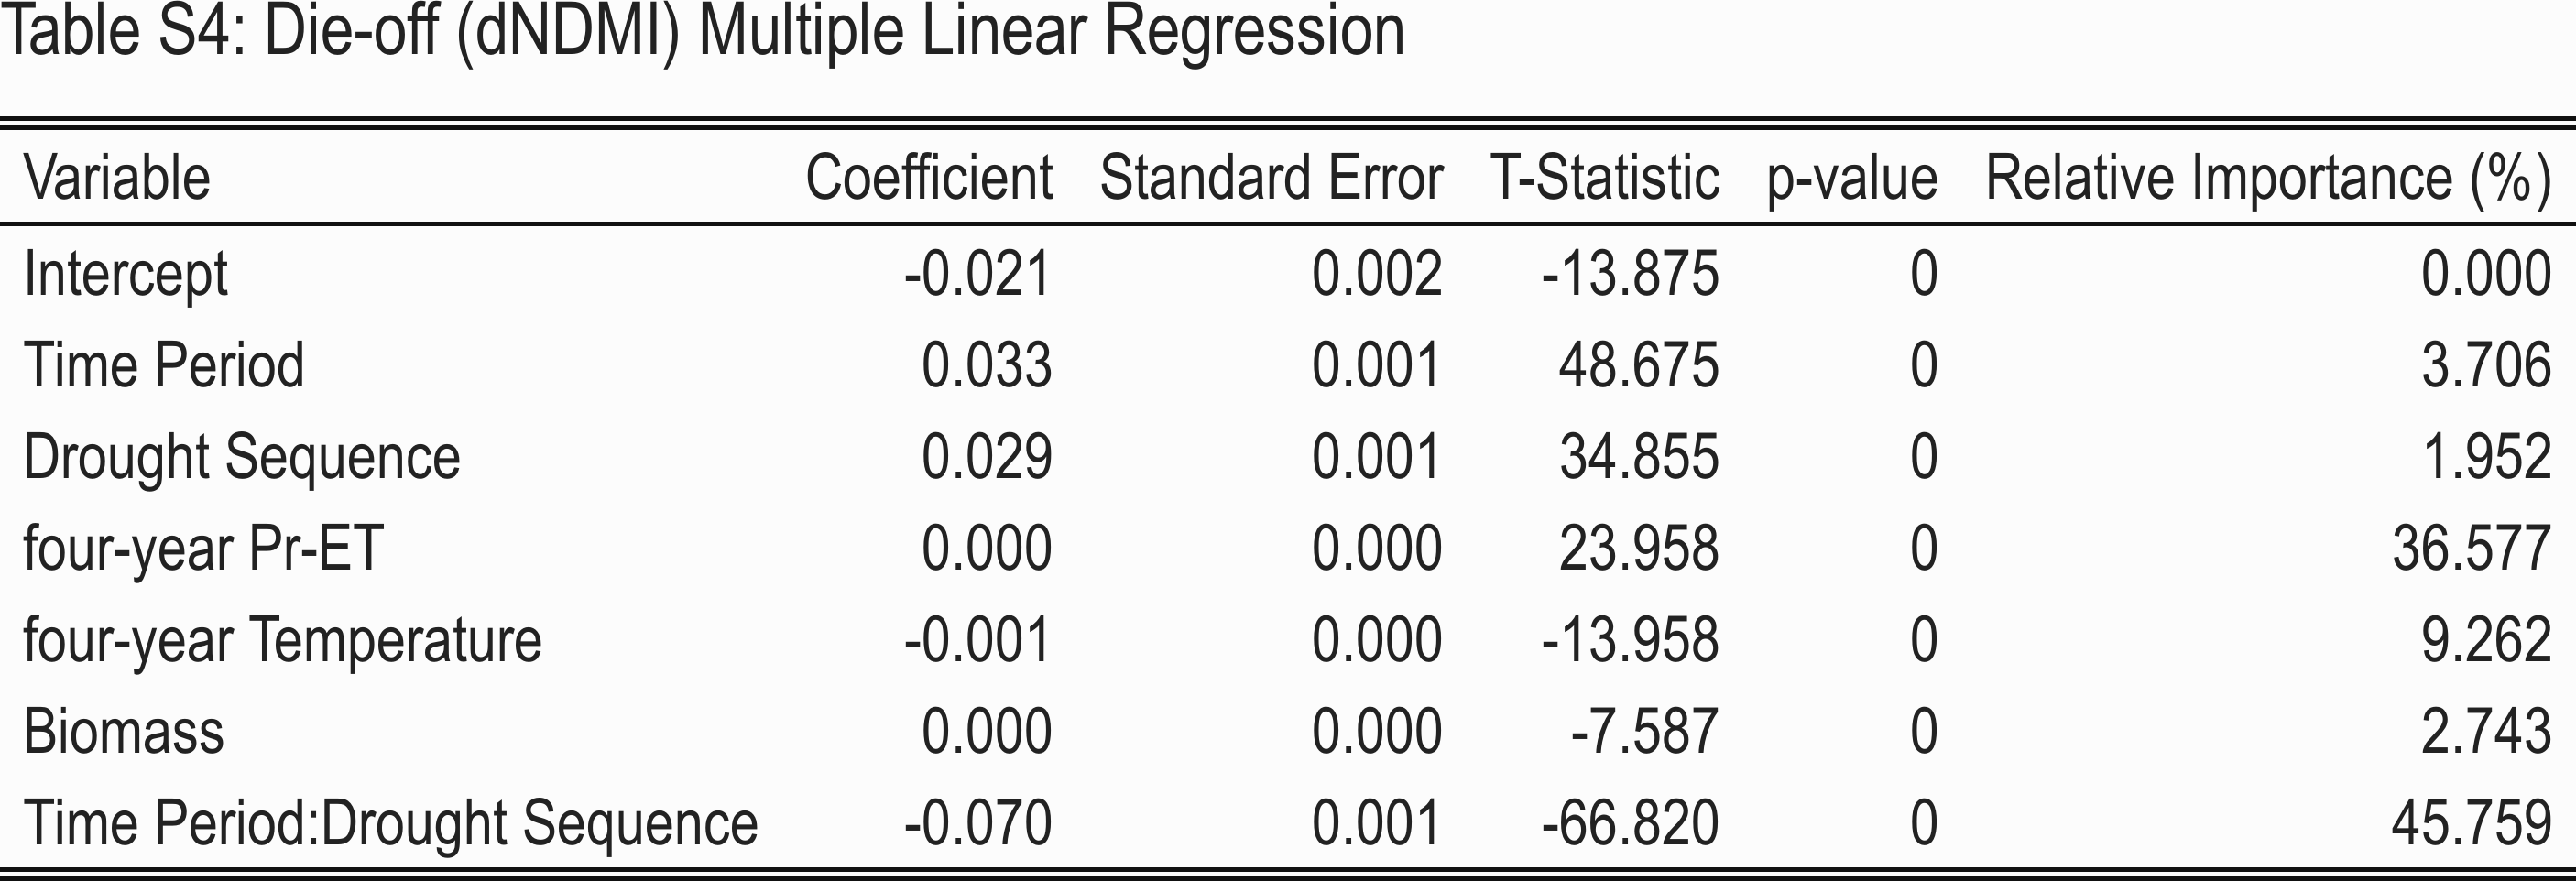 Table S4: Die-off (dNDMI) Multiple Linear Regression
Variable Coefficient Standard Error T-Statistic p-value Relative Importance (%)
Intercept -0.021 0.002 -13.875 0 0.000
Time Period 0.033 0.001 48.675 0 3.706
Drought Sequence 0.029 0.001 34.855 0 1.952
four-year Pr-ET 0.000 0.000 23.958 0 36.577
four-year Temperature -0.001 0.000 -13.958 0 9.262
Biomass 0.000 0.000 -7.587 0 2.743
Time Period:Drought Sequence -0.070 0.001 -66.820 0 45.759